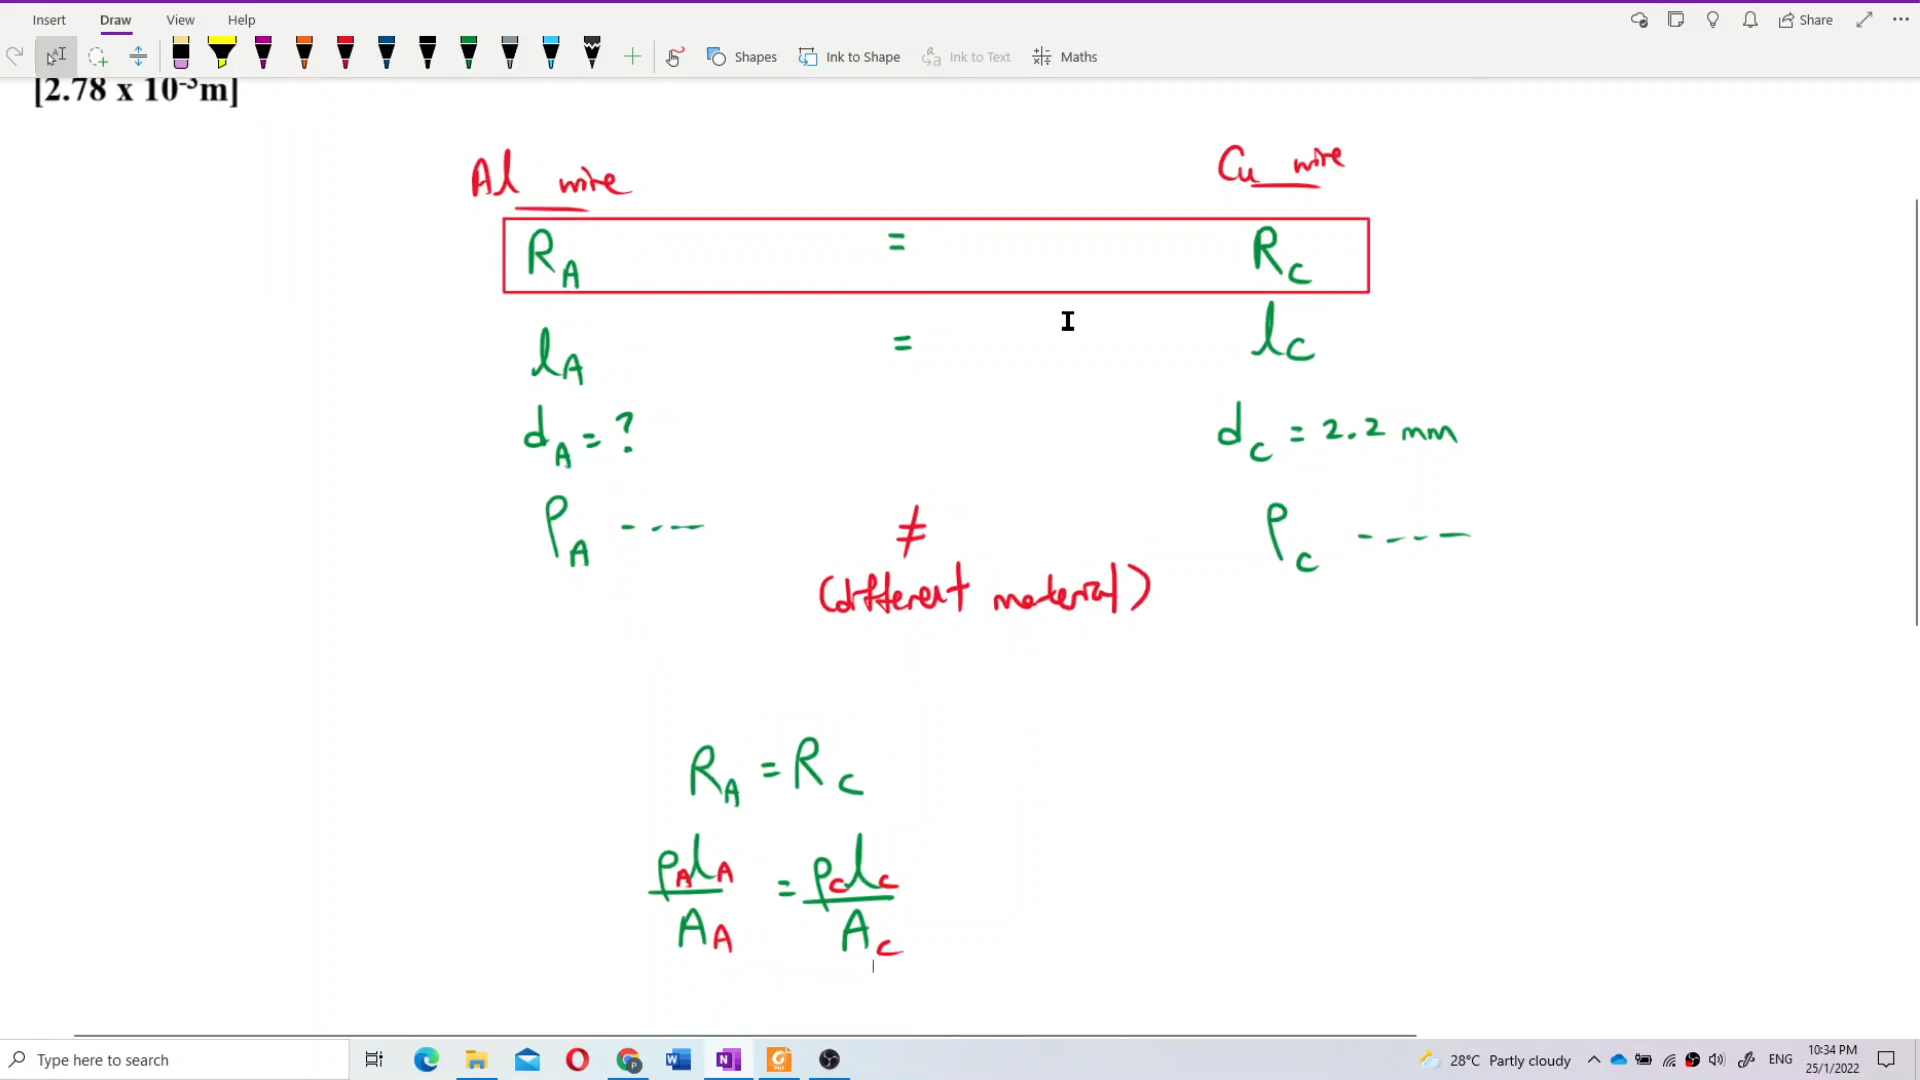 Insert Draw View Help
Share
Shapes Ink to Shape Ink to Text Maths
[2.78 x 10⁻³m]
Al wire Cu wire
R_A = R_C
l_A = l_C
d_A = ? d_C = 2.2 mm
ρ_A ---- ≠ ρ_C ----
(different material)
R_A = R_C
ρ_A l_A / A_A = ρ_C l_C / A_C
Type here to search
28°C Partly cloudy
ENG
10:34 PM
25/1/2022